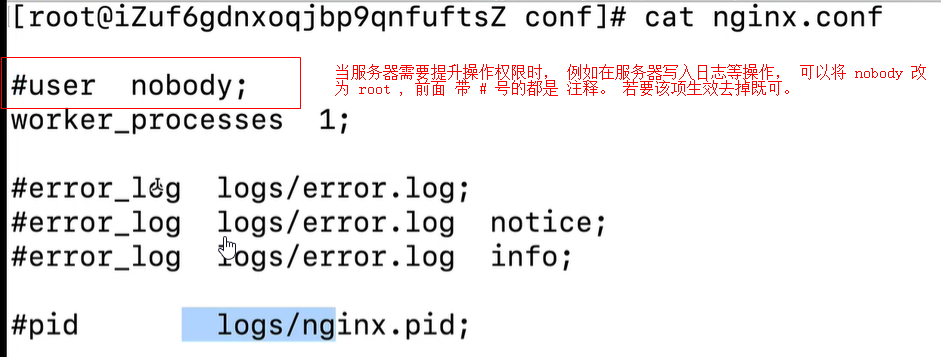 [root@iZuf6gdnxoqjbp9qnfuftsZ conf]# cat nginx.conf
#user  nobody;
当服务器需要提升操作权限时， 例如在服务器写入日志等操作， 可以将 nobody 改
为 root , 前面 带 # 号的都是 注释。 若要该项生效去掉既可。
worker_processes  1;
#error_log  logs/error.log;
#error_log  logs/error.log  notice;
#error_log  logs/error.log  info;
#pid        logs/nginx.pid;